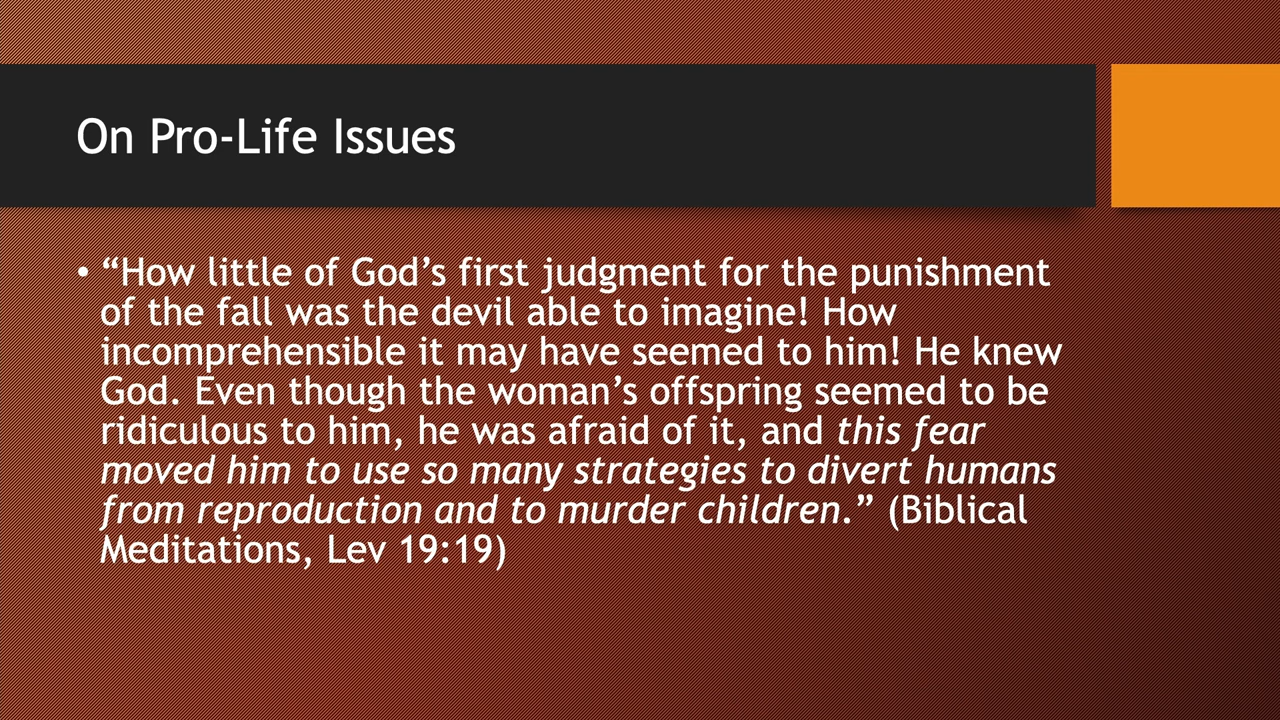 On Pro-Life Issues
• “How little of God’s first judgment for the punishment
of the fall was the devil able to imagine! How
incomprehensible it may have seemed to him! He knew
God. Even though the woman’s offspring seemed to be
ridiculous to him, he was afraid of it, and this fear
moved him to use so many strategies to divert humans
from reproduction and to murder children.” (Biblical
Meditations, Lev 19:19)